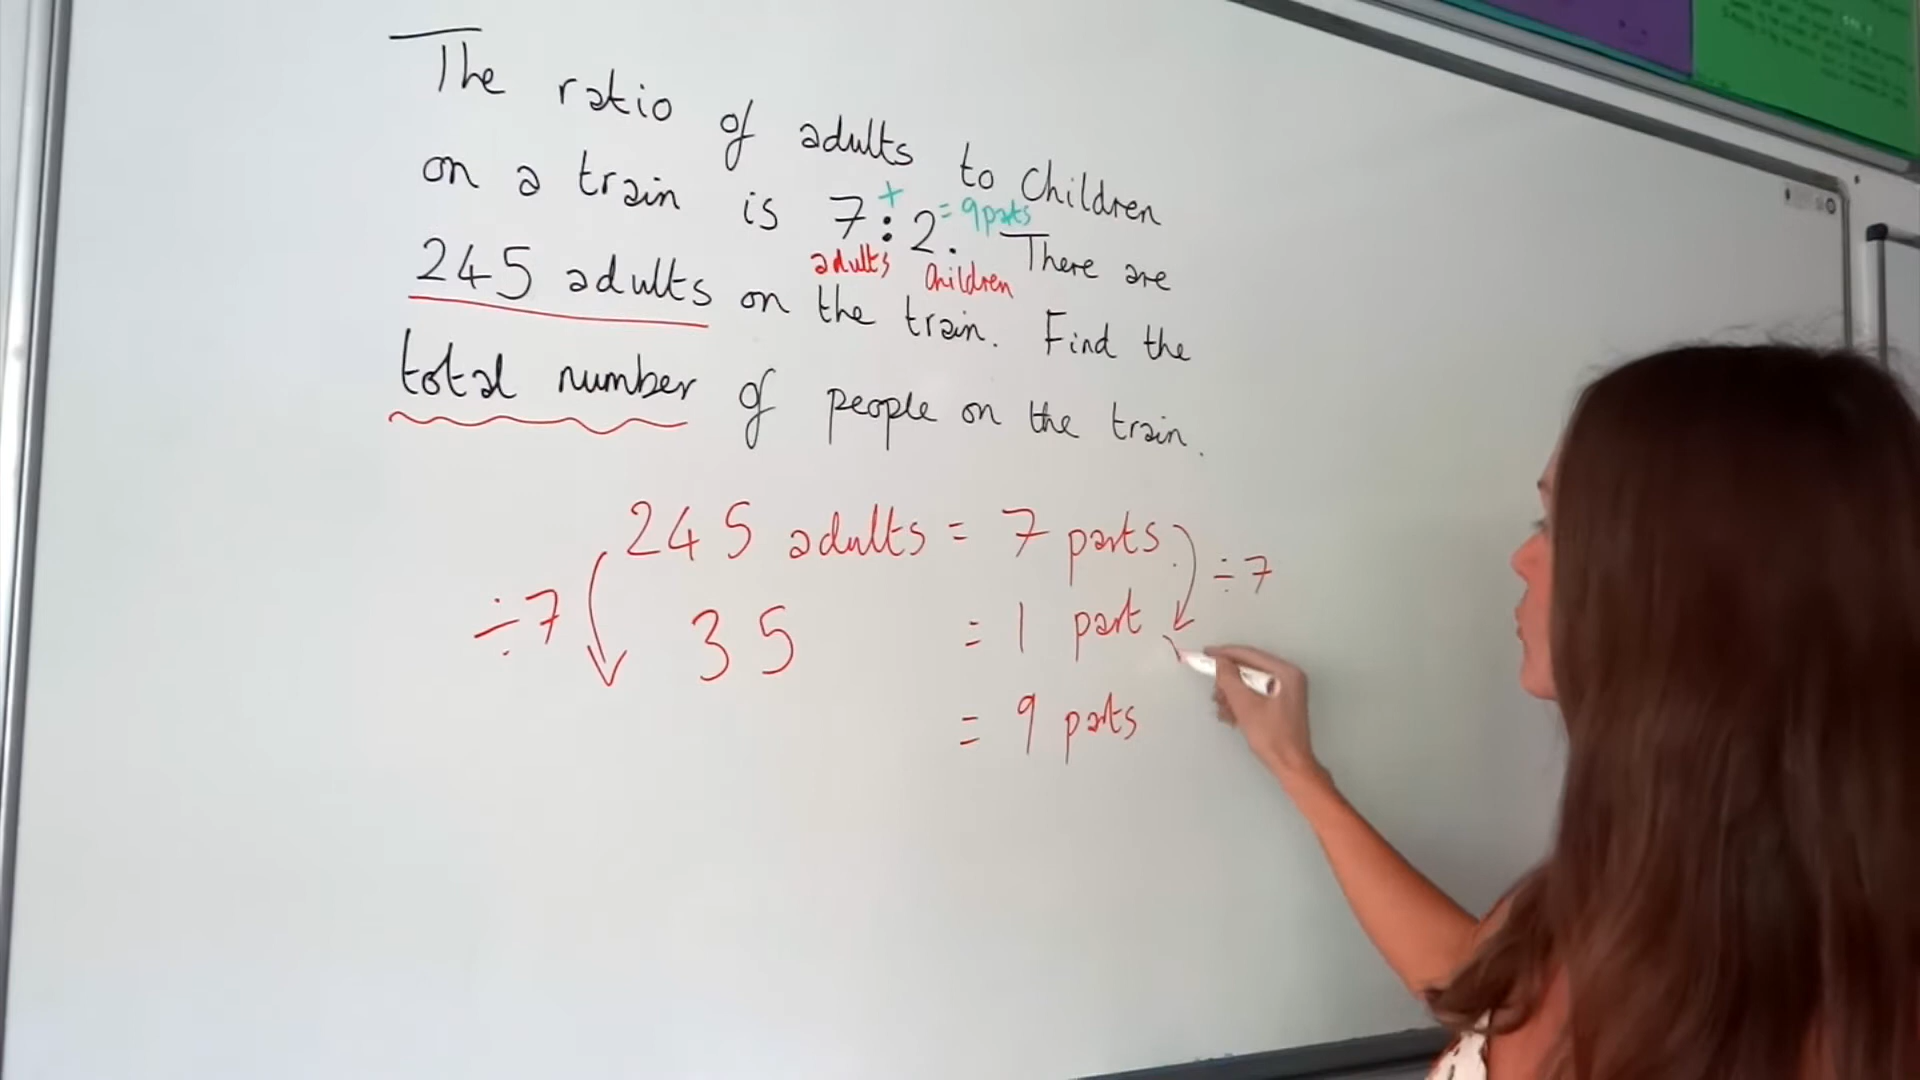 The ratio of adults to children
on a train is 7 : 2. There are
+
= 9 parts
adults children
245 adults on the train. Find the
total number of people on the train.
245 adults = 7 parts
÷7
÷7 35 = 1 part
= 9 parts